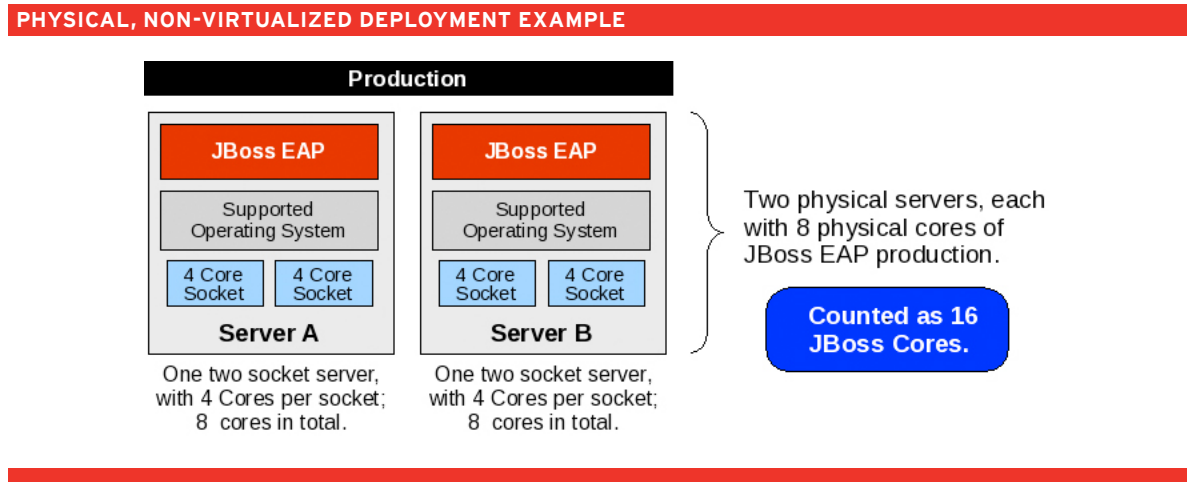 PHYSICAL, NON-VIRTUALIZED DEPLOYMENT EXAMPLE
Production
JBoss EAP
Supported
Operating System
4 Core
Socket
4 Core
Socket
Server A
One two socket server,
with 4 Cores per socket;
8 cores in total.
JBoss EAP
Supported
Operating System
4 Core
Socket
4 Core
Socket
Server B
One two socket server,
with 4 Cores per socket;
8 cores in total.
Two physical servers, each
with 8 physical cores of
JBoss EAP production.
Counted as 16
JBoss Cores.